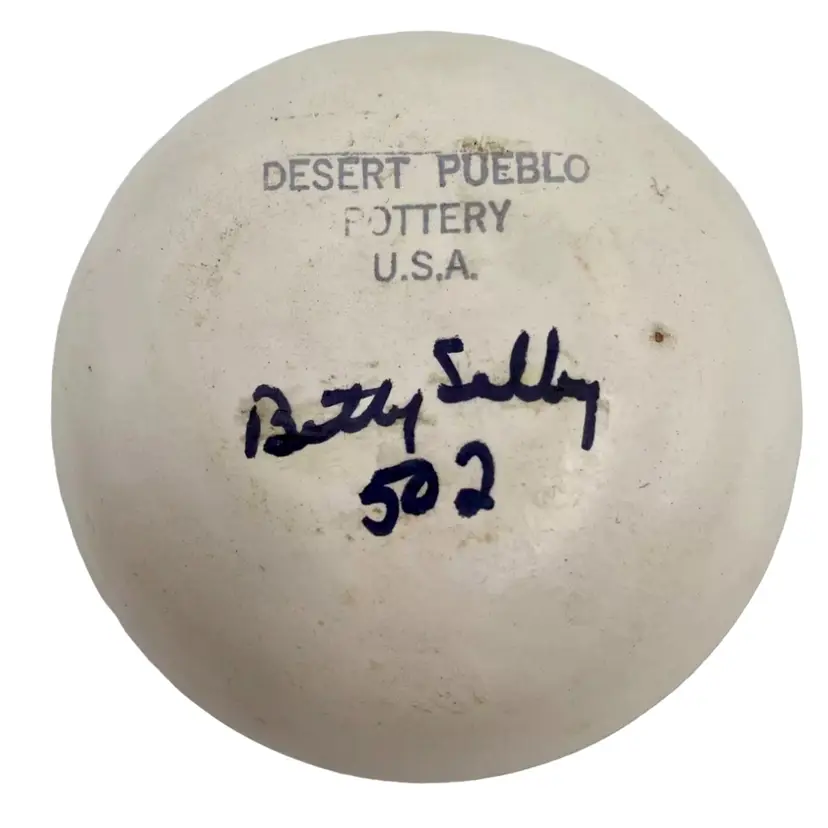 DESERT PUEBLO
POTTERY
U.S.A.
Betty Selby
502